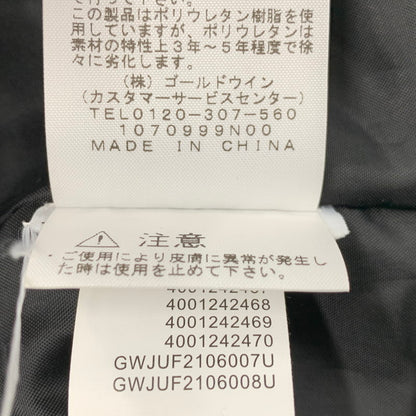 この製品はポリウレタン樹脂を使
用していますが、ポリウレタンは
素材の特性上3年~5年程度で徐
々に劣化します。
(株) ゴールドウイン
(カスタマーサービスセンター)
TEL0120-307-560
1070999N00
MADE IN CHINA
⚠ 注意
ご使用により皮膚に異常が発生し
た時は使用を止めて下さい。
4001242467
4001242468
4001242469
4001242470
GWJUF2106007U
GWJUF2106008U